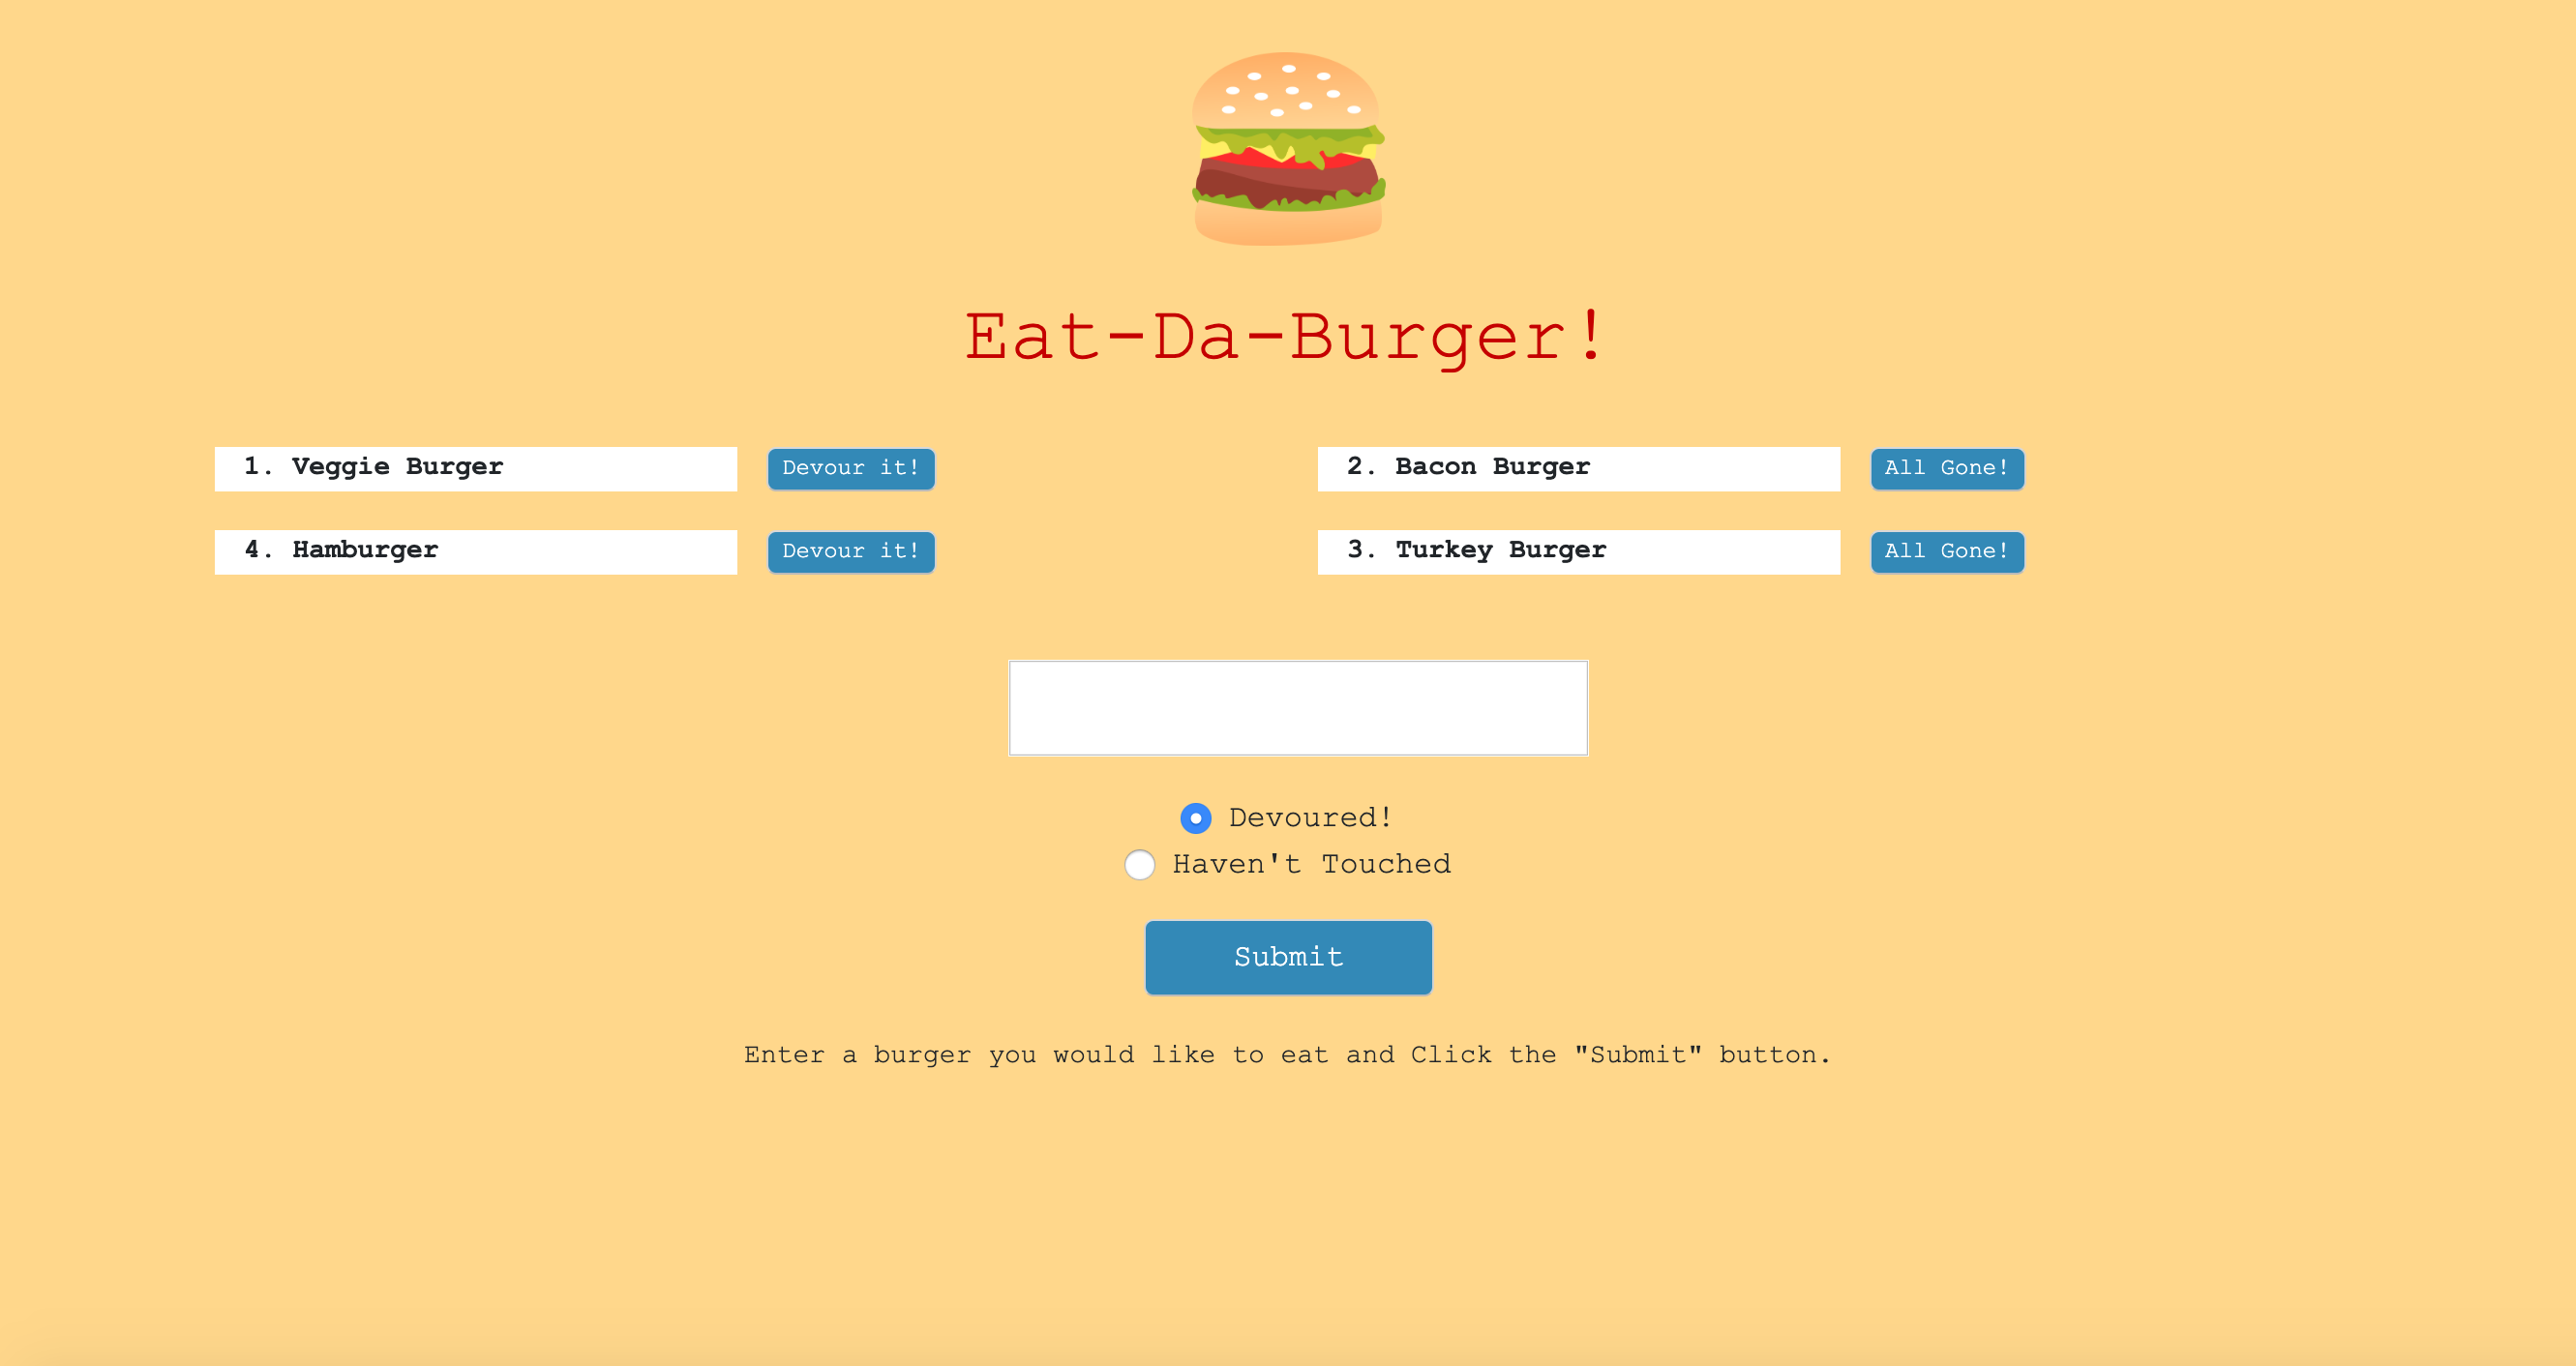 Eat-Da-Burger!
1. Veggie Burger Devour it! 2. Bacon Burger All Gone!
4. Hamburger Devour it! 3. Turkey Burger All Gone!
Devoured!
Haven't Touched
Submit
Enter a burger you would like to eat and Click the "Submit" button.